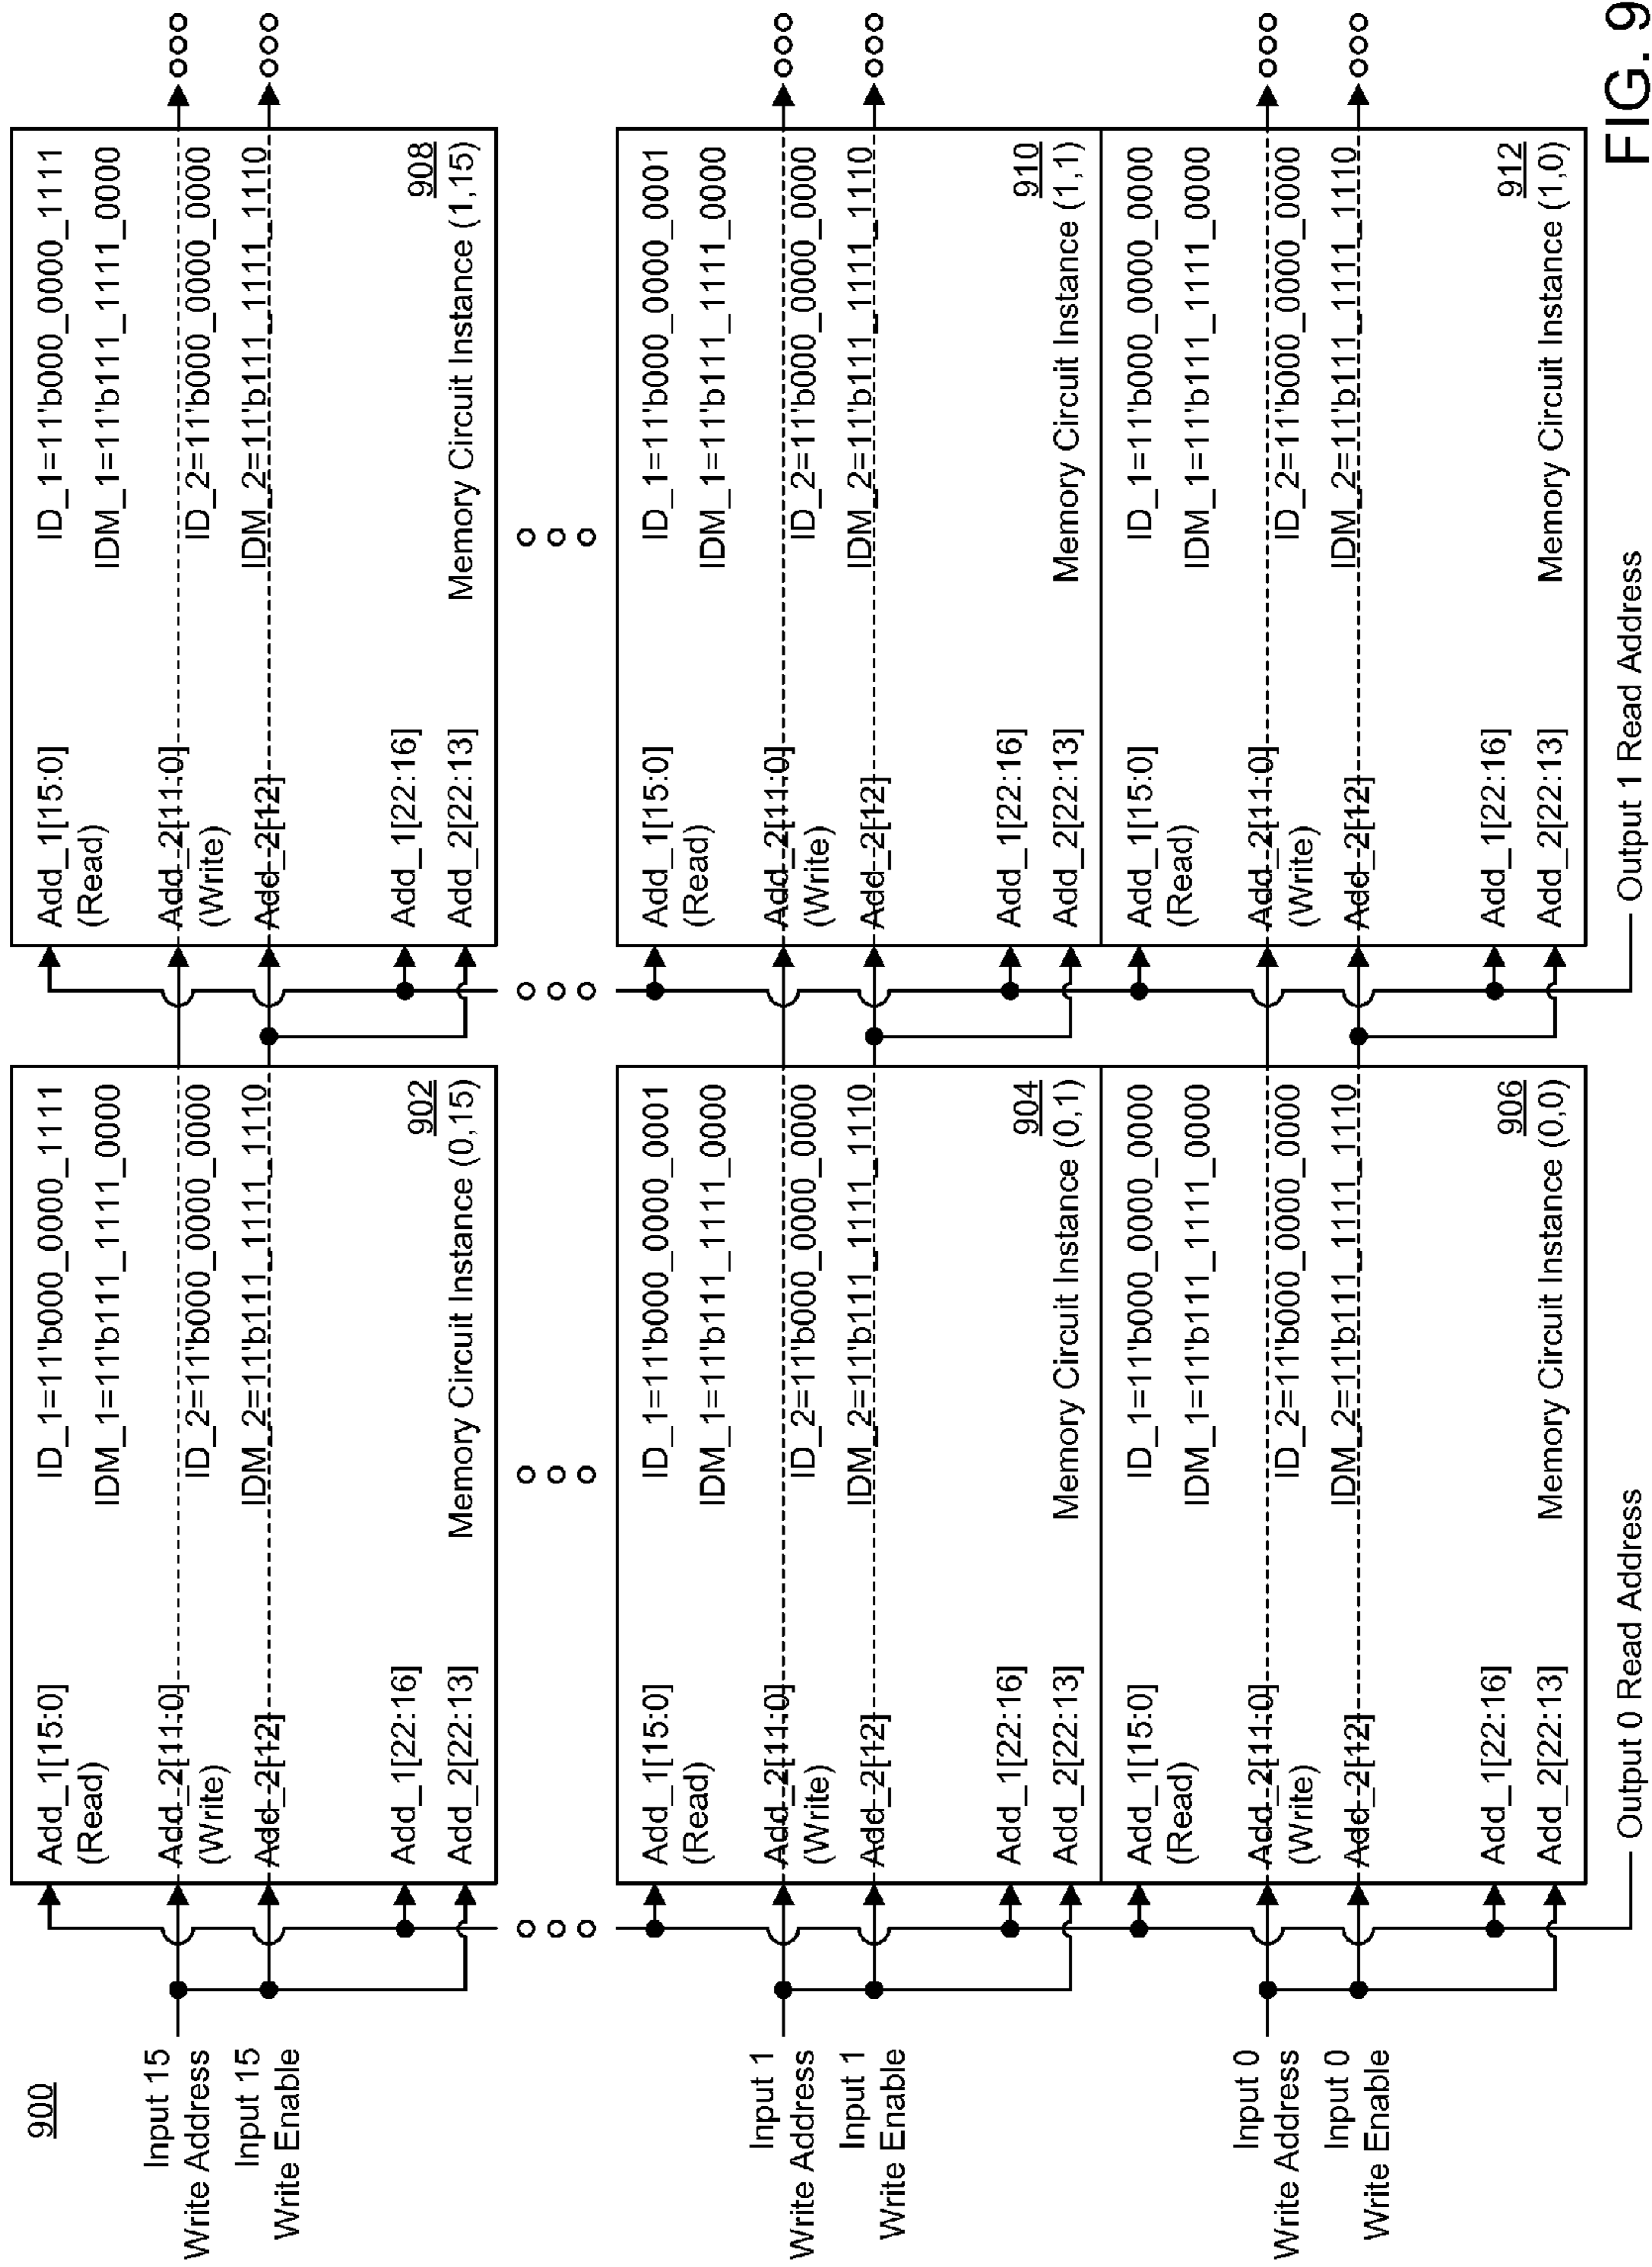 900
Input 15
Write Address
Input 15
Write Enable
Add_1[15:0]
(Read)
Add_2[11:0]
(Write)
Add_2[12]
Add_1[22:16]
Add_2[22:13]
ID_1=11'b000_0000_1111
IDM_1=11'b111_1111_0000
ID_2=11'b000_0000_0000
IDM_2=11'b111_1111_1110
902
Memory Circuit Instance (0,15)
Add_1[15:0]
(Read)
Add_2[11:0]
(Write)
Add_2[12]
Add_1[22:16]
Add_2[22:13]
ID_1=11'b000_0000_1111
IDM_1=11'b111_1111_0000
ID_2=11'b000_0000_0000
IDM_2=11'b111_1111_1110
908
Memory Circuit Instance (1,15)
Input 1
Write Address
Input 1
Write Enable
Add_1[15:0]
(Read)
Add_2[11:0]
(Write)
Add_2[12]
Add_1[22:16]
Add_2[22:13]
ID_1=11'b000_0000_0001
IDM_1=11'b111_1111_0000
ID_2=11'b000_0000_0000
IDM_2=11'b111_1111_1110
904
Memory Circuit Instance (0,1)
Add_1[15:0]
(Read)
Add_2[11:0]
(Write)
Add_2[12]
Add_1[22:16]
Add_2[22:13]
ID_1=11'b000_0000_0001
IDM_1=11'b111_1111_0000
ID_2=11'b000_0000_0000
IDM_2=11'b111_1111_1110
910
Memory Circuit Instance (1,1)
Input 0
Write Address
Input 0
Write Enable
Add_1[15:0]
(Read)
Add_2[11:0]
(Write)
Add_2[12]
Add_1[22:16]
Add_2[22:13]
ID_1=11'b000_0000_0000
IDM_1=11'b111_1111_0000
ID_2=11'b000_0000_0000
IDM_2=11'b111_1111_1110
906
Memory Circuit Instance (0,0)
Add_1[15:0]
(Read)
Add_2[11:0]
(Write)
Add_2[12]
Add_1[22:16]
Add_2[22:13]
ID_1=11'b000_0000_0000
IDM_1=11'b111_1111_0000
ID_2=11'b000_0000_0000
IDM_2=11'b111_1111_1110
912
Memory Circuit Instance (1,0)
Output 0 Read Address
Output 1 Read Address
FIG. 9